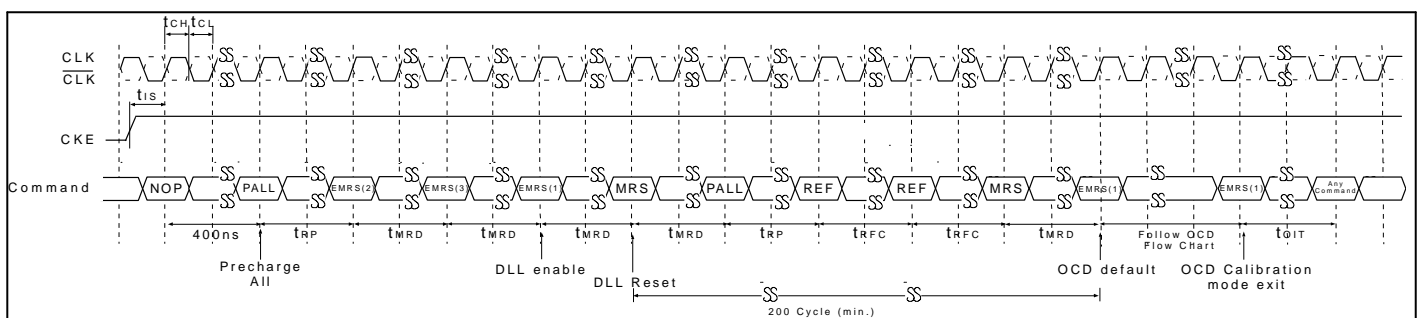 tCH tCL
CLK
CLK
tIS
CKE
Command NOP PALL EMRS(2) EMRS(3) EMRS(1) MRS PALL REF REF MRS EMRS(1) EMRS(1) Any Command
400ns tRP tMRD tMRD tMRD tMRD tRP tRFC tRFC tMRD Follow OCD Flow Chart tOIT
Precharge All
DLL enable
DLL Reset
OCD default
OCD Calibration mode exit
200 Cycle (min.)